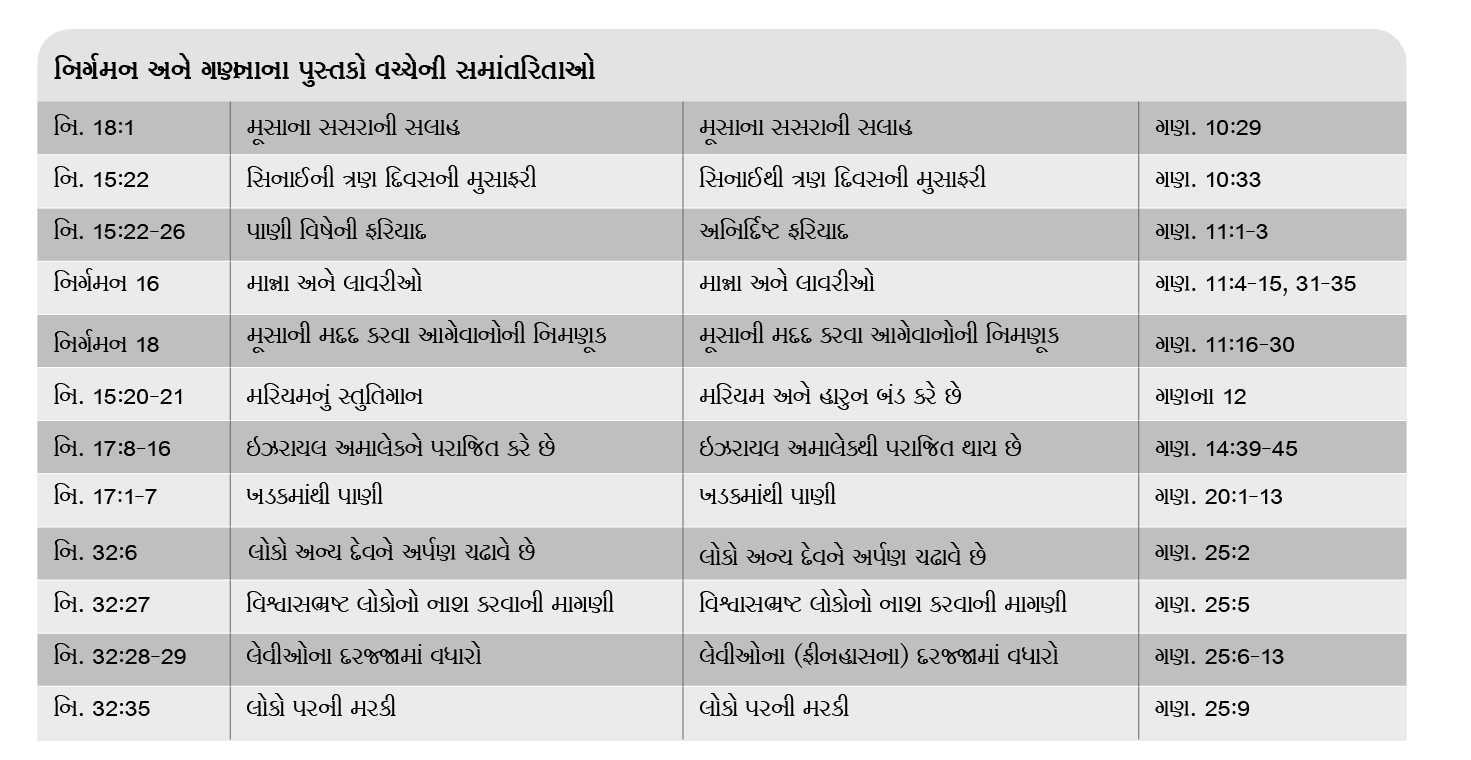 નિર્ગમન અને ગણનાના પુસ્તકો વચ્ચેની સમાંતરિતાઓ
નિ. 18:1 મૂસાના સસરાની સલાહ મૂસાના સસરાની સલાહ ગણ. 10:29
નિ. 15:22 સિનાઈની ત્રણ દિવસની મુસાફરી સિનાઈથી ત્રણ દિવસની મુસાફરી ગણ. 10:33
નિ. 15:22-26 પાણી વિષેની ફરિયાદ અનિર્દિષ્ટ ફરિયાદ ગણ. 11:1-3
નિર્ગમન 16 માન્ના અને લાવરીઓ માન્ના અને લાવરીઓ ગણ. 11:4-15, 31-35
નિર્ગમન 18 મૂસાની મદદ કરવા આગેવાનોની નિમણૂક મૂસાની મદદ કરવા આગેવાનોની નિમણૂક ગણ. 11:16-30
નિ. 15:20-21 મરિયમનું સ્તુતિગાન મરિયમ અને હારુન બંડ કરે છે ગણના 12
નિ. 17:8-16 ઇઝરાયલ અમાલેકને પરાજિત કરે છે ઇઝરાયલ અમાલેકથી પરાજિત થાય છે ગણ. 14:39-45
નિ. 17:1-7 ખડકમાંથી પાણી ખડકમાંથી પાણી ગણ. 20:1-13
નિ. 32:6 લોકો અન્ય દેવને અર્પણ ચઢાવે છે લોકો અન્ય દેવને અર્પણ ચઢાવે છે ગણ. 25:2
નિ. 32:27 વિશ્વાસભ્રષ્ટ લોકોનો નાશ કરવાની માગણી વિશ્વાસભ્રષ્ટ લોકોનો નાશ કરવાની માગણી ગણ. 25:5
નિ. 32:28-29 લેવીઓના દરજ્જામાં વધારો લેવીઓના (ફીનહાસના) દરજ્જામાં વધારો ગણ. 25:6-13
નિ. 32:35 લોકો પરની મરકી લોકો પરની મરકી ગણ. 25:9